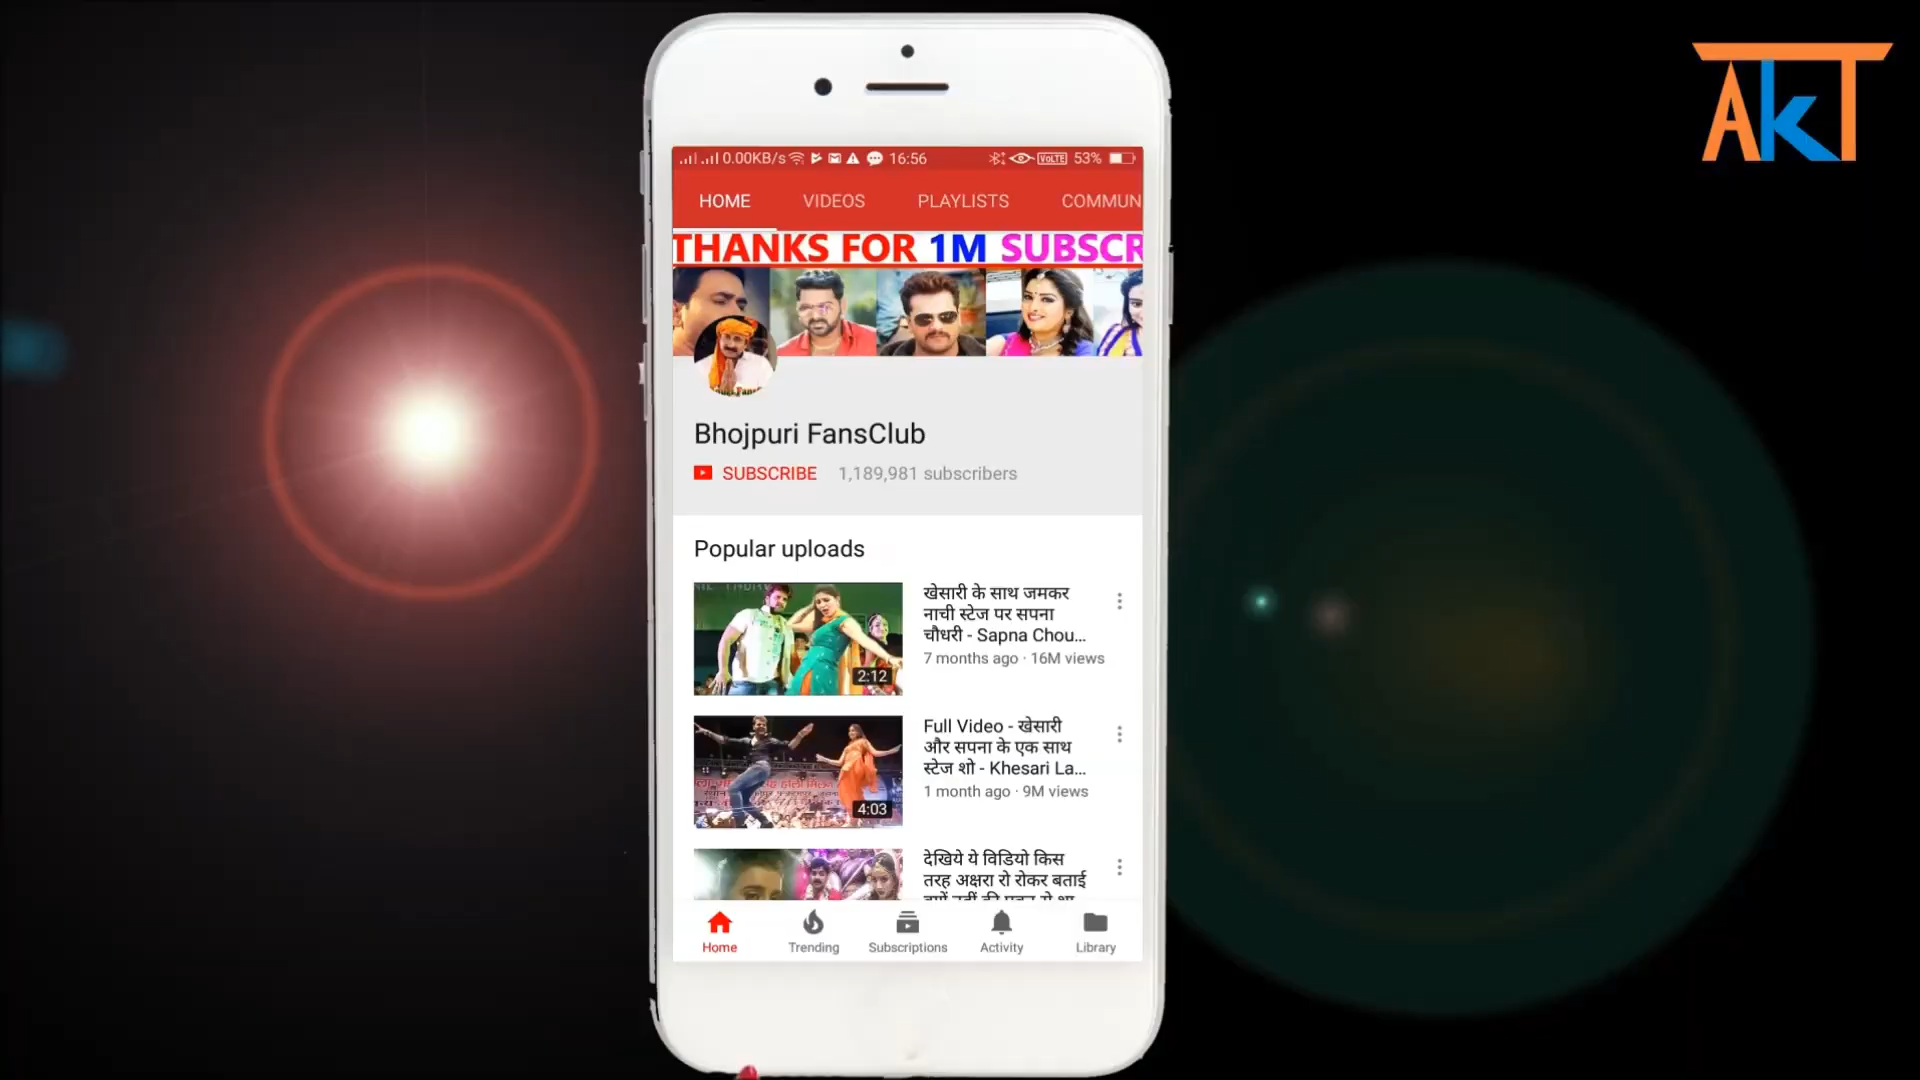 AKT
0.00KB/s 16:56 VoLTE 53%
HOME VIDEOS PLAYLISTS COMMUN
THANKS FOR 1M SUBSCR
Bhojpuri FansClub
SUBSCRIBE 1,189,981 subscribers
Popular uploads
खेसारी के साथ जमकर
नाची स्टेज पर सपना
चौधरी - Sapna Chou...
7 months ago · 16M views
2:12
Full Video - खेसारी
और सपना के एक साथ
स्टेज शो - Khesari La...
1 month ago · 9M views
4:03
देखिये ये विडियो किस
तरह अक्षरा रो रोकर बताई
Home Trending Subscriptions Activity Library